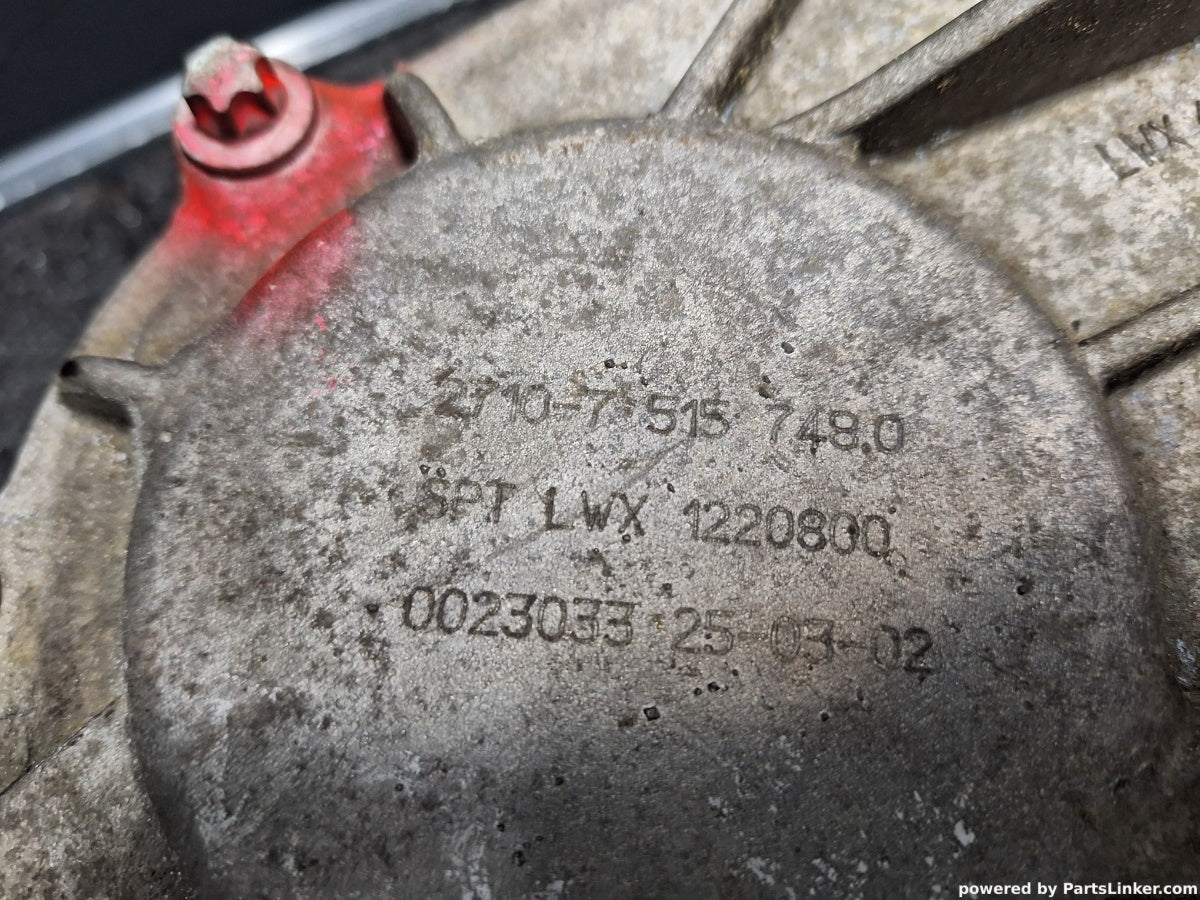 LWX
2710-7 515 748.0
SPT LWX 1220800
0023033 25-03-02
powered by PartsLinker.com